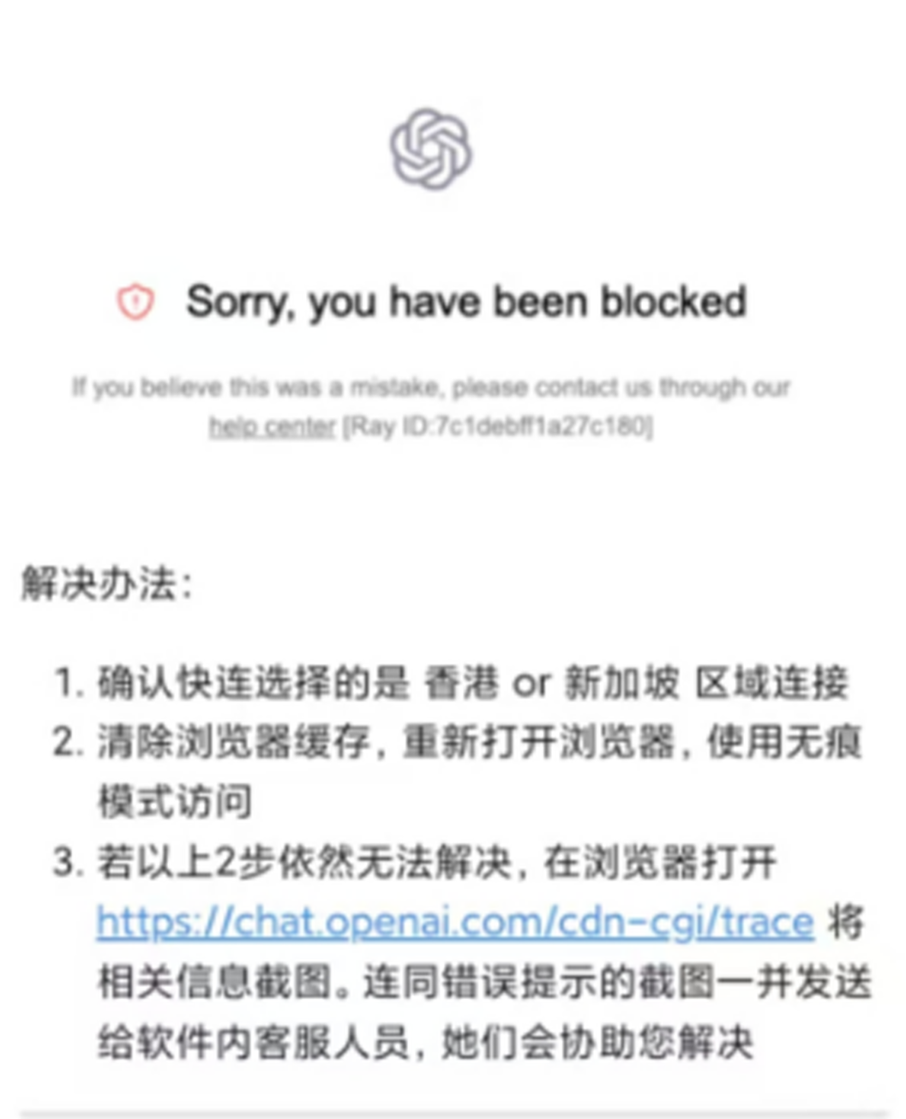 Sorry, you have been blocked
If you believe this was a mistake, please contact us through our
help center [Ray ID:7c1debff1a27c180]
解决办法：
1. 确认快连选择的是 香港 or 新加坡 区域连接
2. 清除浏览器缓存，重新打开浏览器，使用无痕
模式访问
3. 若以上2步依然无法解决，在浏览器打开
https://chat.openai.com/cdn-cgi/trace 将
相关信息截图。连同错误提示的截图一并发送
给软件内客服人员，她们会协助您解决